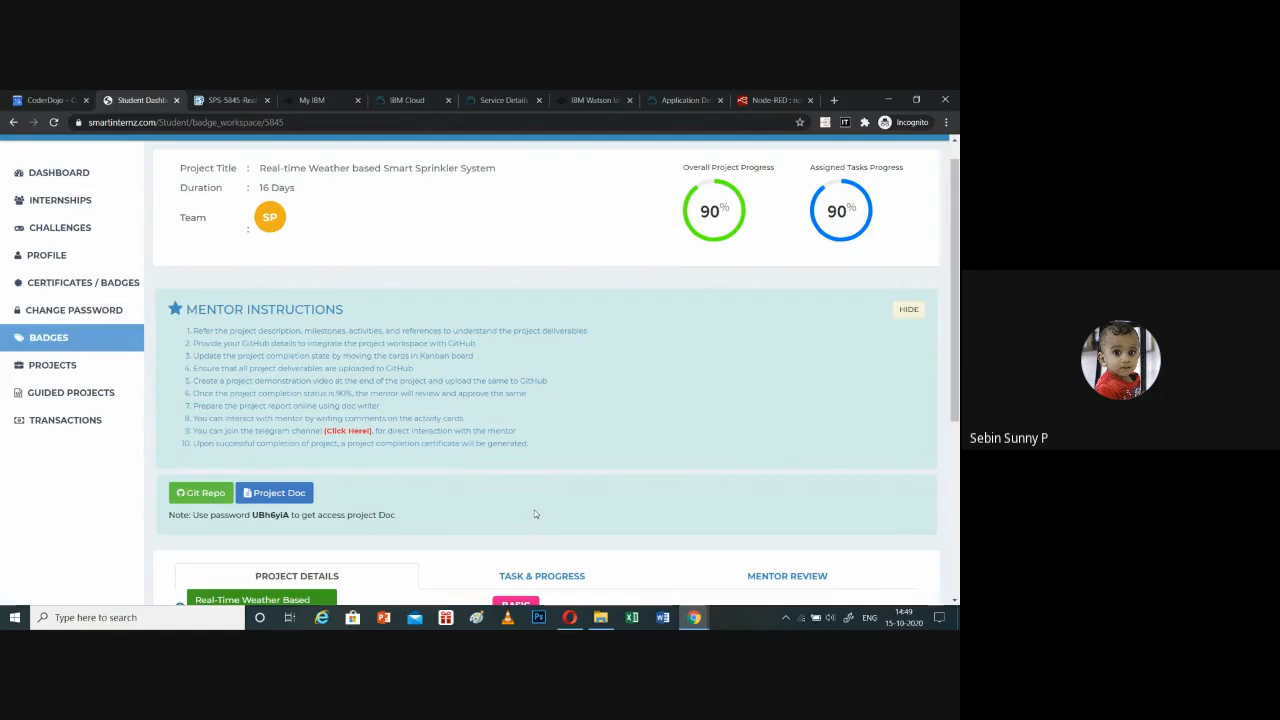 CoderDojo – C
Student Dashb
SPS-5845-Real
My IBM
IBM Cloud
Service Details
IBM Watson Io
Application De
Node-RED : no
smartinternz.com/Student/badge_workspace/5845
Incognito
DASHBOARD
INTERNSHIPS
CHALLENGES
PROFILE
CERTIFICATES / BADGES
CHANGE PASSWORD
BADGES
PROJECTS
GUIDED PROJECTS
TRANSACTIONS
Project Title : Real-time Weather based Smart Sprinkler System
Duration : 16 Days
Team : SP
Overall Project Progress
90%
Assigned Tasks Progress
90%
MENTOR INSTRUCTIONS
HIDE
1. Refer the project description, milestones, activities, and references to understand the project deliverables
2. Provide your GitHub details to integrate the project workspace with GitHub
3. Update the project completion state by moving the cards in Kanban board
4. Ensure that all project deliverables are uploaded to GitHub
5. Create a project demonstration video at the end of the project and upload the same to GitHub
6. Once the project completion status is 90%, the mentor will review and approve the same
7. Prepare the project report online using doc writer
8. You can interact with mentor by writing comments on the activity cards
9. You can join the telegram channel (Click Here!), for direct interaction with the mentor
10. Upon successful completion of project, a project completion certificate will be generated.
Git Repo
Project Doc
Note: Use password UBh6yiA to get access project Doc
PROJECT DETAILS
TASK & PROGRESS
MENTOR REVIEW
Real-Time Weather Based
BASIC
Type here to search
ENG
14:49
15-10-2020
Sebin Sunny P